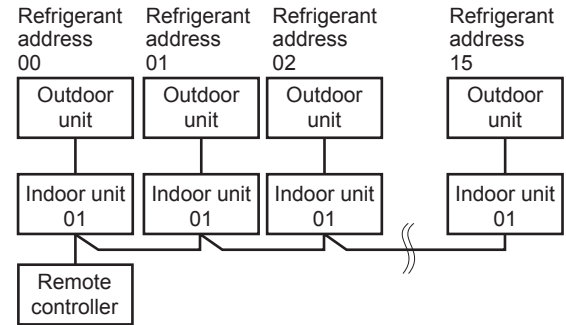 Refrigerant
address
00
Refrigerant
address
01
Refrigerant
address
02
Refrigerant
address
15
Outdoor
unit
Outdoor
unit
Outdoor
unit
Outdoor
unit
Indoor unit
01
Indoor unit
01
Indoor unit
01
Indoor unit
01
Remote
controller